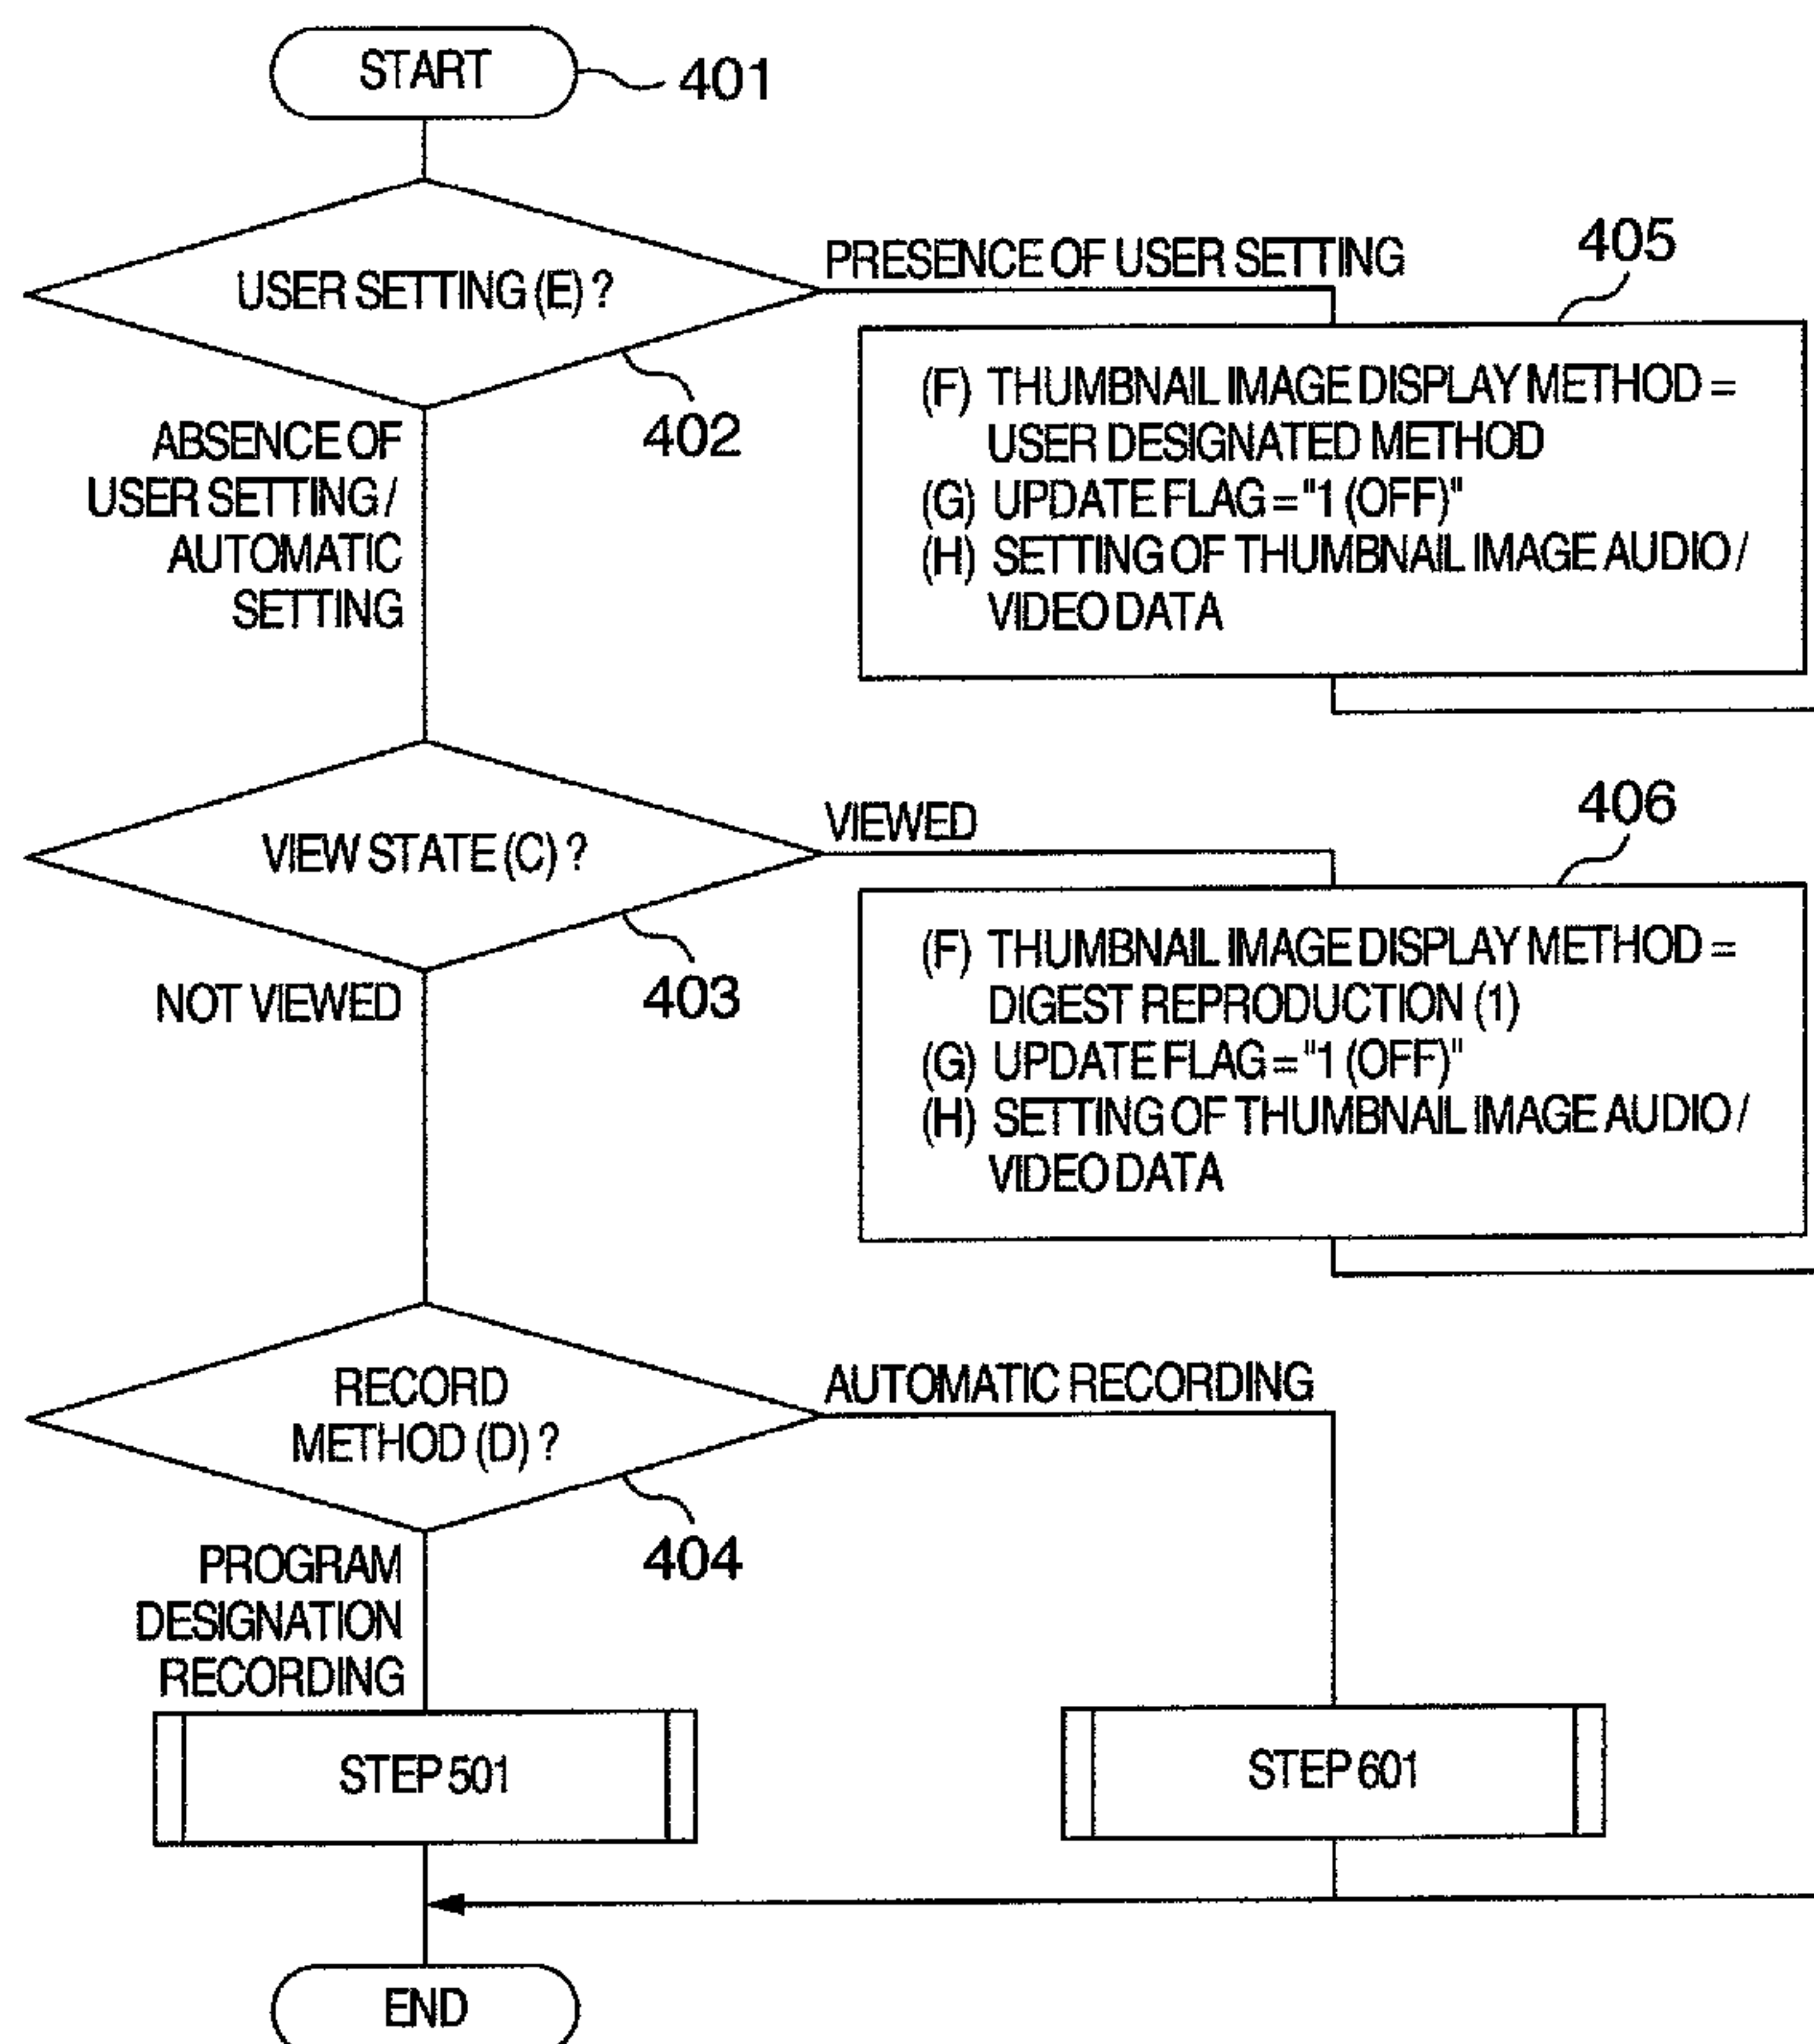 START
401
USER SETTING (E) ?
PRESENCE OF USER SETTING
402
405
(F) THUMBNAIL IMAGE DISPLAY METHOD =
USER DESIGNATED METHOD
(G) UPDATE FLAG = "1 (OFF)"
(H) SETTING OF THUMBNAIL IMAGE AUDIO /
VIDEO DATA
ABSENCE OF
USER SETTING /
AUTOMATIC
SETTING
VIEW STATE (C) ?
VIEWED
403
406
(F) THUMBNAIL IMAGE DISPLAY METHOD =
DIGEST REPRODUCTION (1)
(G) UPDATE FLAG = "1 (OFF)"
(H) SETTING OF THUMBNAIL IMAGE AUDIO /
VIDEO DATA
NOT VIEWED
RECORD
METHOD (D) ?
AUTOMATIC RECORDING
404
PROGRAM
DESIGNATION
RECORDING
STEP 501
STEP 601
END